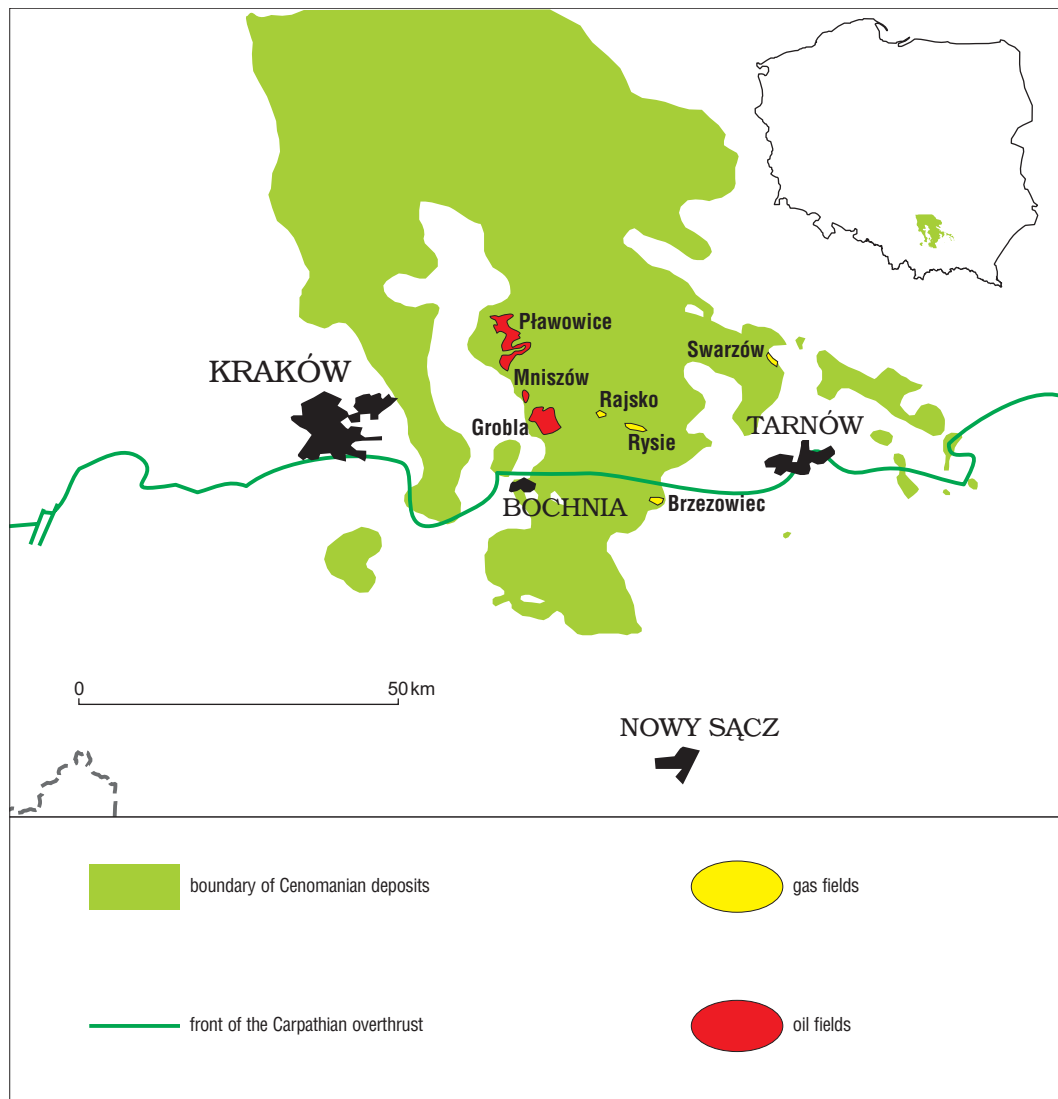 Pławowice
Swarzów
KRAKÓW
Mniszów
Rajsko
Grobla
TARNÓW
Rysie
BOCHNIA
Brzezowiec
0 50 km
NOWY SĄCZ
boundary of Cenomanian deposits
gas fields
front of the Carpathian overthrust
oil fields